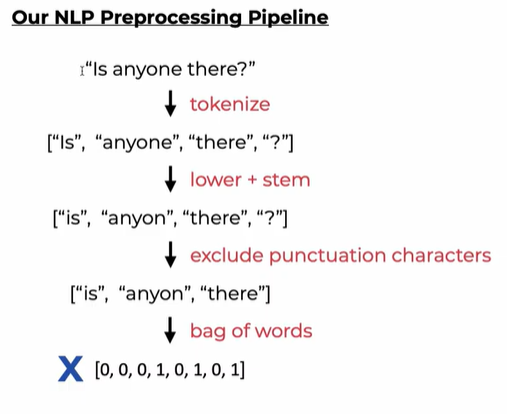 Our NLP Preprocessing Pipeline
“Is anyone there?”
tokenize
[“Is”, “anyone”, “there”, “?”]
lower + stem
[“is”, “anyon”, “there”, “?”]
exclude punctuation characters
[“is”, “anyon”, “there”]
bag of words
X [0, 0, 0, 1, 0, 1, 0, 1]